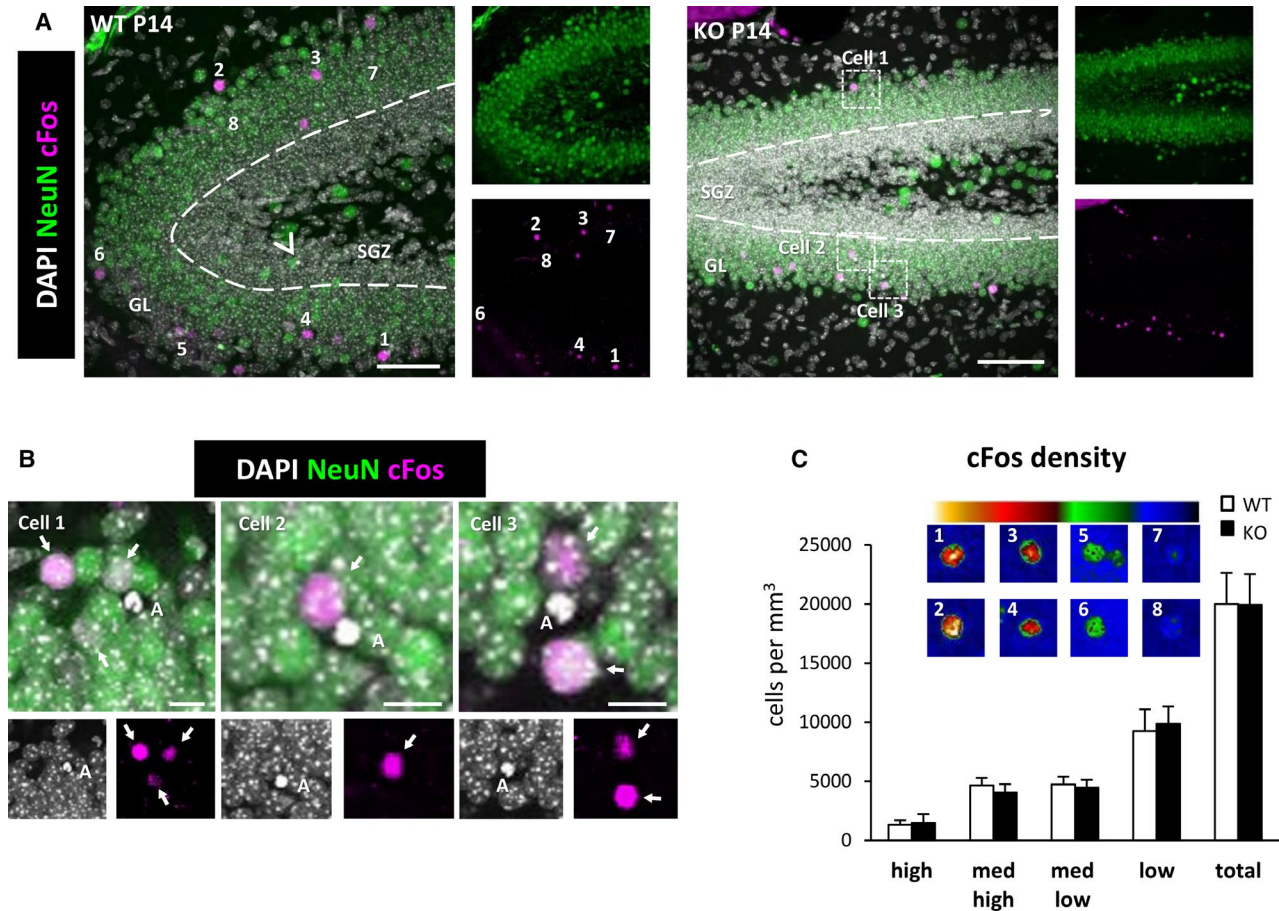 A
DAPI NeuN cFos
WT P14
2
3
7
8
6
GL
SGZ
4
5
1
2
3
7
8
6
4
1
KO P14
Cell 1
SGZ
Cell 2
GL
Cell 3
B
DAPI NeuN cFos
Cell 1
A
Cell 2
A
Cell 3
A
A
A
A
C
cFos density
WT
KO
1
3
5
7
2
4
6
8
cells per mm³
25000
20000
15000
10000
5000
0
high
med high
med low
low
total